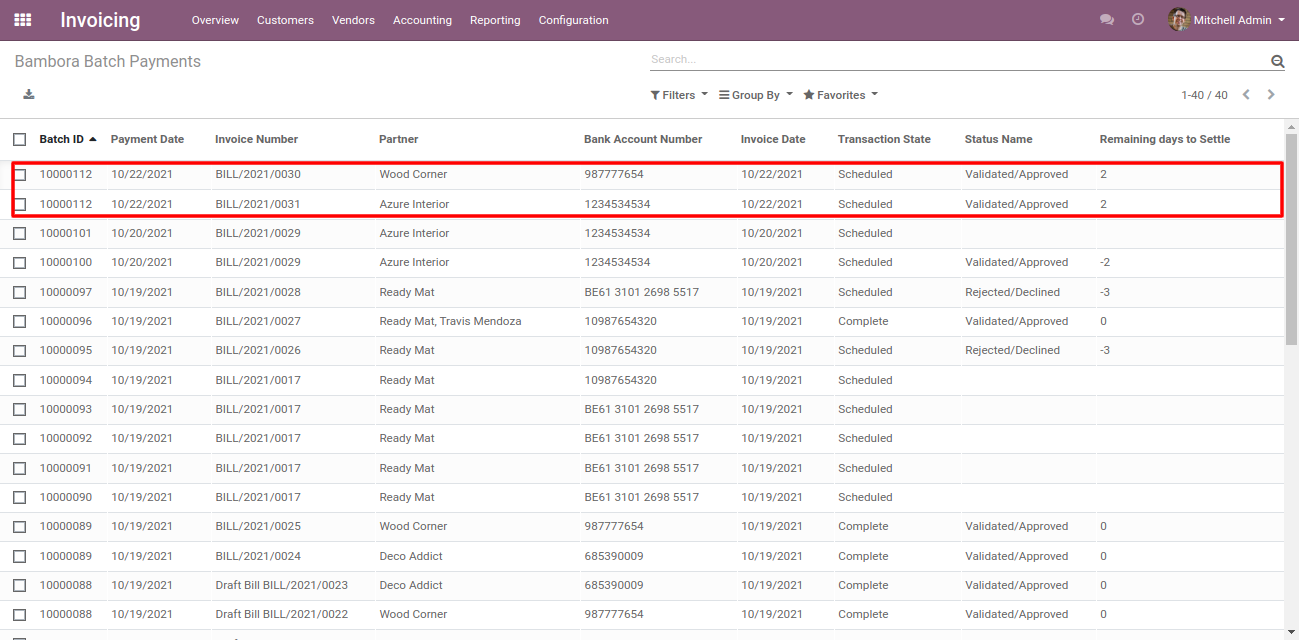 Invoicing Overview Customers Vendors Accounting Reporting Configuration Mitchell Admin
Bambora Batch Payments Search...
Filters Group By Favorites 1-40 / 40
Batch ID Payment Date Invoice Number Partner Bank Account Number Invoice Date Transaction State Status Name Remaining days to Settle
10000112 10/22/2021 BILL/2021/0030 Wood Corner 987777654 10/22/2021 Scheduled Validated/Approved 2
10000112 10/22/2021 BILL/2021/0031 Azure Interior 1234534534 10/22/2021 Scheduled Validated/Approved 2
10000101 10/20/2021 BILL/2021/0029 Azure Interior 1234534534 10/20/2021 Scheduled
10000100 10/20/2021 BILL/2021/0029 Azure Interior 1234534534 10/20/2021 Scheduled Validated/Approved -2
10000097 10/19/2021 BILL/2021/0028 Ready Mat BE61 3101 2698 5517 10/19/2021 Scheduled Rejected/Declined -3
10000096 10/19/2021 BILL/2021/0027 Ready Mat, Travis Mendoza 10987654320 10/19/2021 Complete Validated/Approved 0
10000095 10/19/2021 BILL/2021/0026 Ready Mat 10987654320 10/19/2021 Scheduled Rejected/Declined -3
10000094 10/19/2021 BILL/2021/0017 Ready Mat 10987654320 10/19/2021 Scheduled
10000093 10/19/2021 BILL/2021/0017 Ready Mat BE61 3101 2698 5517 10/19/2021 Scheduled
10000092 10/19/2021 BILL/2021/0017 Ready Mat BE61 3101 2698 5517 10/19/2021 Scheduled
10000091 10/19/2021 BILL/2021/0017 Ready Mat BE61 3101 2698 5517 10/19/2021 Scheduled
10000090 10/19/2021 BILL/2021/0017 Ready Mat BE61 3101 2698 5517 10/19/2021 Scheduled
10000089 10/19/2021 BILL/2021/0025 Wood Corner 987777654 10/19/2021 Complete Validated/Approved 0
10000089 10/19/2021 BILL/2021/0024 Deco Addict 685390009 10/19/2021 Complete Validated/Approved 0
10000088 10/19/2021 Draft Bill BILL/2021/0023 Deco Addict 685390009 10/19/2021 Complete Validated/Approved 0
10000088 10/19/2021 Draft Bill BILL/2021/0022 Wood Corner 987777654 10/19/2021 Complete Validated/Approved 0